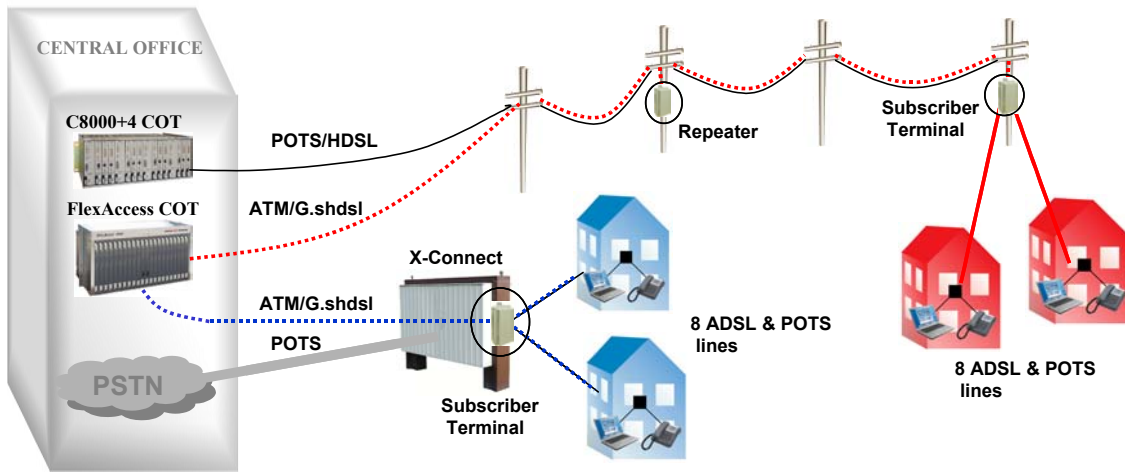 CENTRAL OFFICE
C8000+4 COT
POTS/HDSL
Repeater
Subscriber
Terminal
FlexAccess COT
ATM/G.shdsl
X-Connect
ATM/G.shdsl
POTS
PSTN
Subscriber
Terminal
8 ADSL & POTS
lines
8 ADSL & POTS
lines